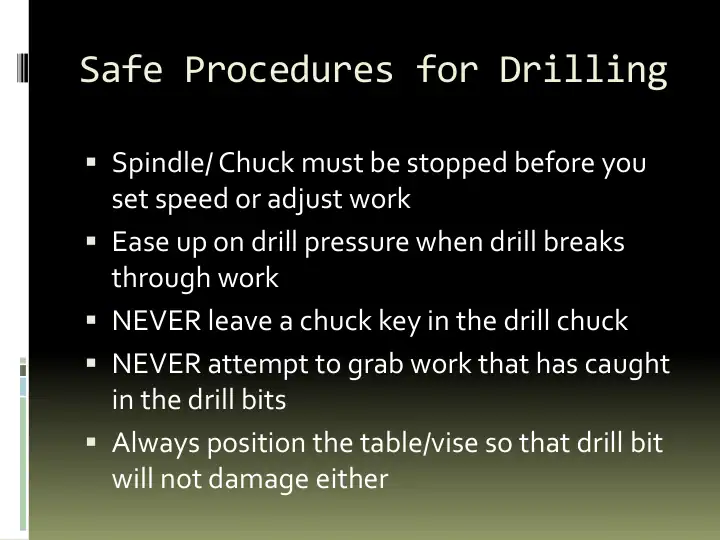 Safe Procedures for Drilling
▪ Spindle/ Chuck must be stopped before you
set speed or adjust work
▪ Ease up on drill pressure when drill breaks
through work
▪ NEVER leave a chuck key in the drill chuck
▪ NEVER attempt to grab work that has caught
in the drill bits
▪ Always position the table/vise so that drill bit
will not damage either